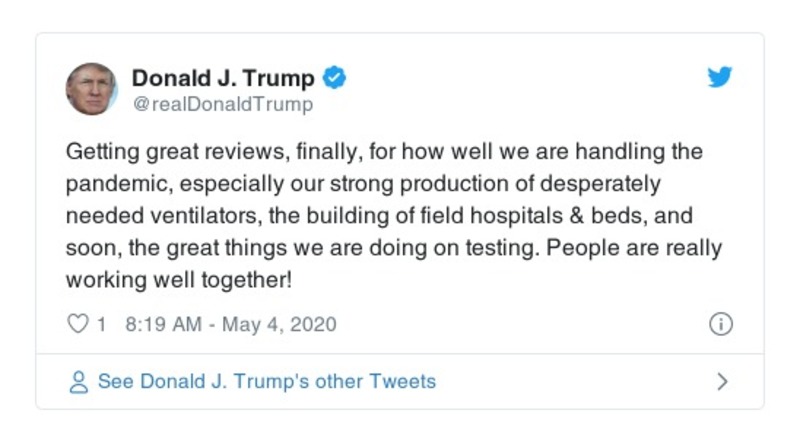 Donald J. Trump
@realDonaldTrump
Getting great reviews, finally, for how well we are handling the
pandemic, especially our strong production of desperately
needed ventilators, the building of field hospitals & beds, and
soon, the great things we are doing on testing. People are really
working well together!
1 8:19 AM - May 4, 2020
See Donald J. Trump's other Tweets